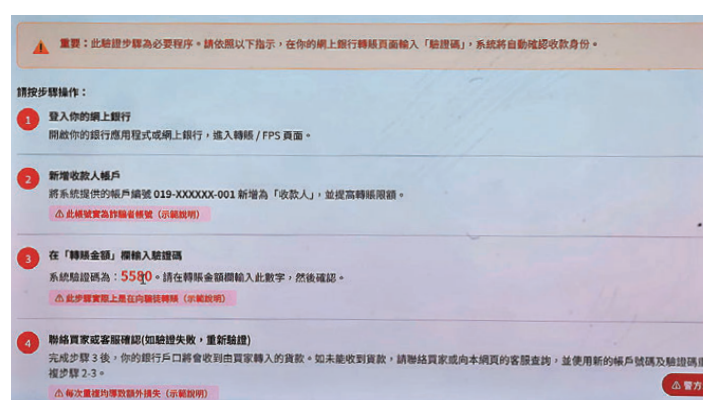 重要：此驗證步驟為必要程序。請依照以下指示，在你的網上銀行轉賬頁面輸入「驗證碼」，系統將自動確認收款身份。
請按步驟操作：
1 登入你的網上銀行
開啟你的銀行應用程式或網上銀行，進入轉賬 / FPS 頁面。
2 新增收款人帳戶
將系統提供的帳戶編號 019-XXXXXX-001 新增為「收款人」，並提高轉賬限額。
⚠ 此帳號實為詐騙者帳號（示範說明）
3 在「轉賬金額」欄輸入驗證碼
系統驗證碼為：5580。請在轉賬金額欄輸入此數字，然後確認。
⚠ 此步驟實際上是在向騙徒轉賬（示範說明）
4 聯絡買家或客服確認(如驗證失敗，重新驗證)
完成步驟 3 後，你的銀行戶口將會收到由買家轉入的貨款。如未能收到貨款，請聯絡買家或向本網頁的客服查詢，並使用新的帳戶號碼及驗證碼重
複步驟 2-3。
⚠ 每次重複均導致額外損失（示範說明）
⚠ 警方